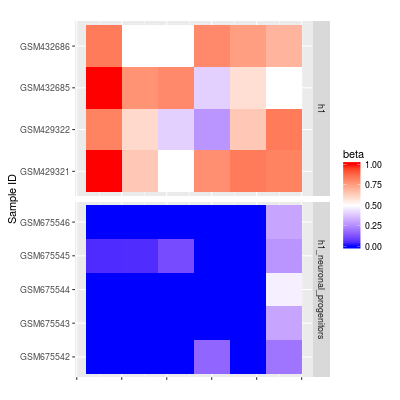 GSM432686
GSM432685
GSM429322
GSM429321
h1
GSM675546
GSM675545
GSM675544
GSM675543
GSM675542
h1_neuronal_progenitors
Sample ID
beta
1.00
0.75
0.50
0.25
0.00